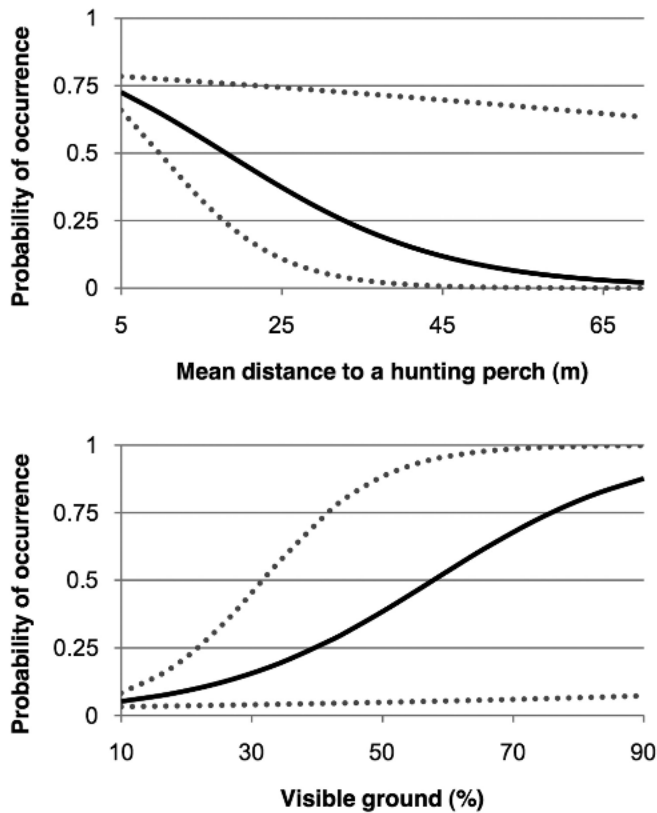 Probability of occurrence
1
0.75
0.5
0.25
0
5 25 45 65
Mean distance to a hunting perch (m)
Probability of occurrence
1
0.75
0.5
0.25
0
10 30 50 70 90
Visible ground (%)